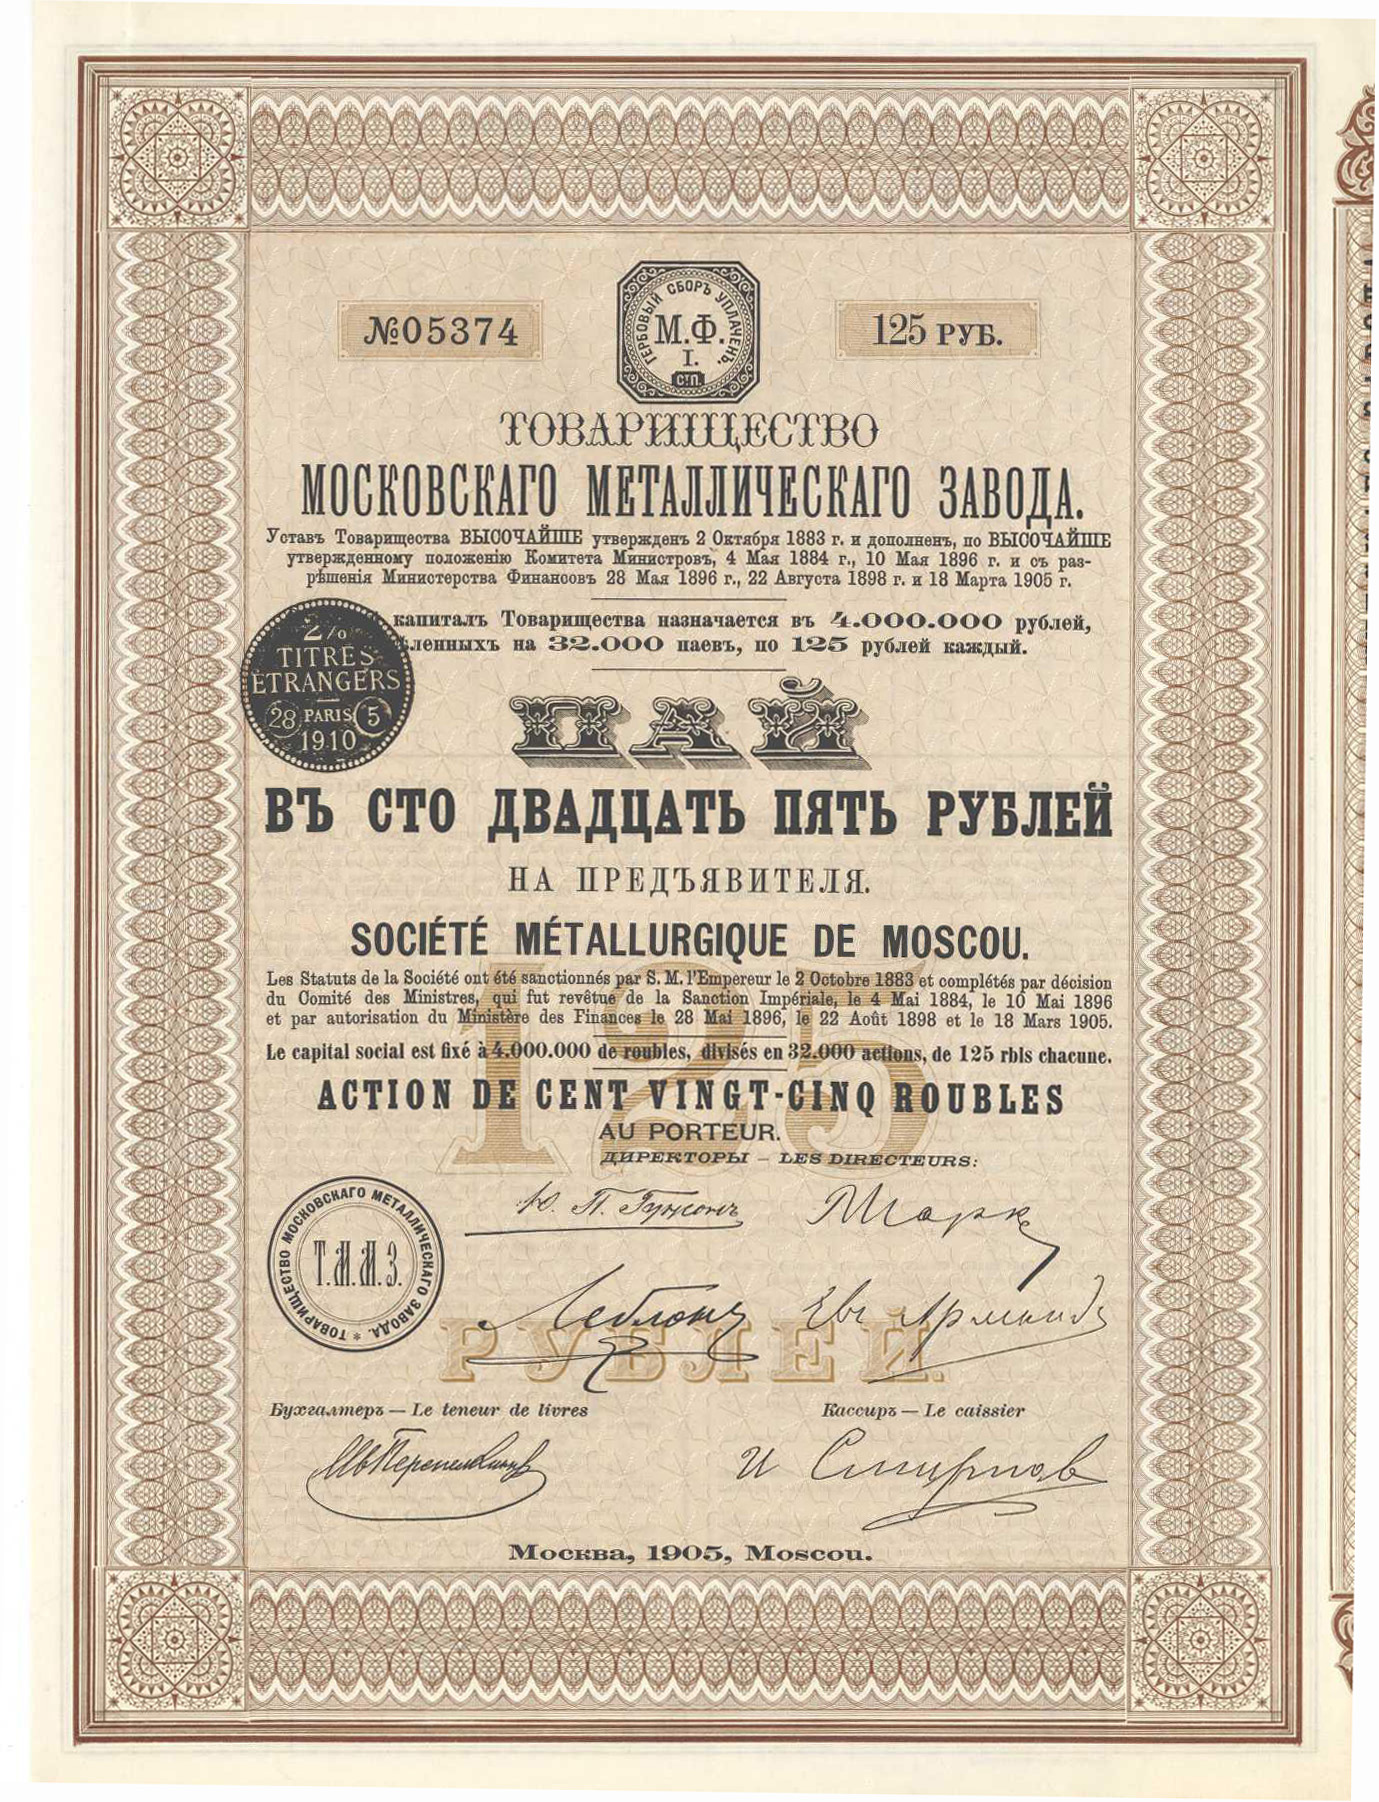 №05374
ГЕРБОВЫЙ СБОРЪ УПЛАЧЕНЪ.
М.Ф.
I.
С.П.
125 РУБ.
ТОВАРИЩЕСТВО
МОСКОВСКАГО МЕТАЛЛИЧЕСКАГО ЗАВОДА.
Уставъ Товарищества ВЫСОЧАЙШЕ утвержденъ 2 Октября 1883 г. и дополненъ, по ВЫСОЧАЙШЕ
утвержденному положенію Комитета Министровъ, 4 Мая 1884 г., 10 Мая 1896 г. и съ раз-
рѣшенія Министерства Финансовъ 28 Мая 1896 г., 22 Августа 1898 г. и 18 Марта 1905 г.
капиталъ Товарищества назначается въ 4.000.000 рублей,
ѣленныхъ на 32.000 паевъ, по 125 рублей каждый.
2%
TITRES
ÉTRANGERS
28 PARIS 5
1910
ПАЙ
ВЪ СТО ДВАДЦАТЬ ПЯТЬ РУБЛЕЙ
НА ПРЕДЪЯВИТЕЛЯ.
SOCIÉTÉ MÉTALLURGIQUE DE MOSCOU.
Les Statuts de la Société ont été sanctionnés par S. M. l'Empereur le 2 Octobre 1883 et complétés par décision
du Comité des Ministres, qui fut revêtue de la Sanction Impériale, le 4 Mai 1884, le 10 Mai 1896
et par autorisation du Ministère des Finances le 28 Mai 1896, le 22 Août 1898 et le 18 Mars 1905.
Le capital social est fixé à 4.000.000 de roubles, divisés en 32.000 actions, de 125 rbls chacune.
125
ACTION DE CENT VINGT-CINQ ROUBLES
AU PORTEUR.
ДИРЕКТОРЫ – LES DIRECTEURS:
Ю. П. Гужонъ
ТОВАРИЩЕСТВО МОСКОВСКАГО МЕТАЛЛИЧЕСКАГО ЗАВОДА. *
Т.М.М.З.
РУБЛЕЙ.
Бухгалтеръ — Le teneur de livres
Кассиръ — Le caissier
И Смирнов
Москва, 1905, Moscou.